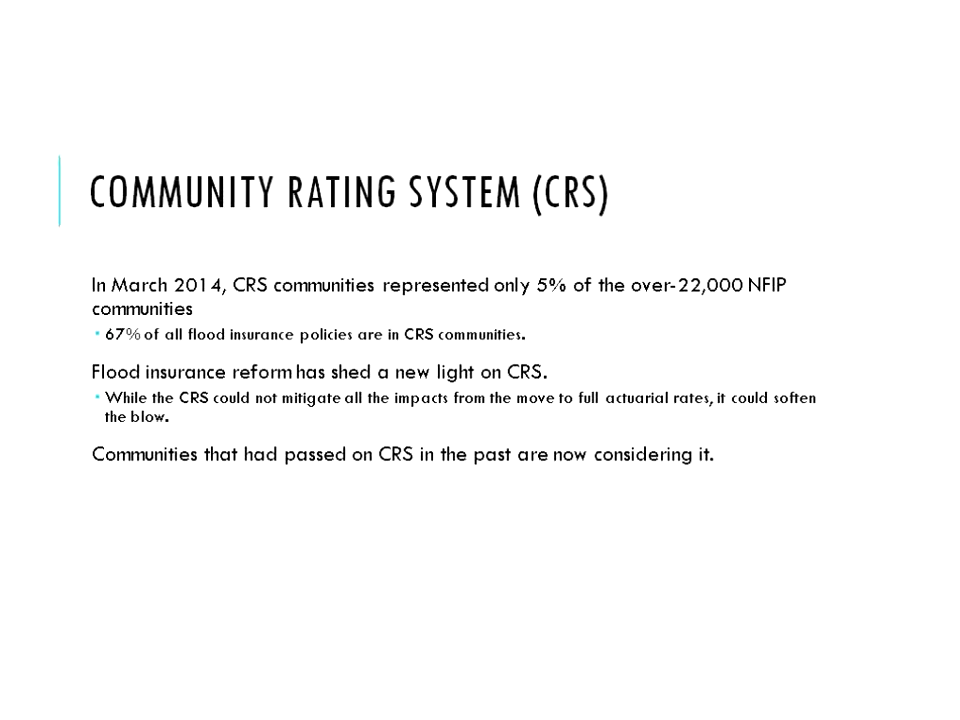 COMMUNITY RATING SYSTEM (CRS)
In March 2014, CRS communities represented only 5% of the over-22,000 NFIP
communities
67% of all flood insurance policies are in CRS communities.
Flood insurance reform has shed a new light on CRS.
While the CRS could not mitigate all the impacts from the move to full actuarial rates, it could soften
the blow.
Communities that had passed on CRS in the past are now considering it.